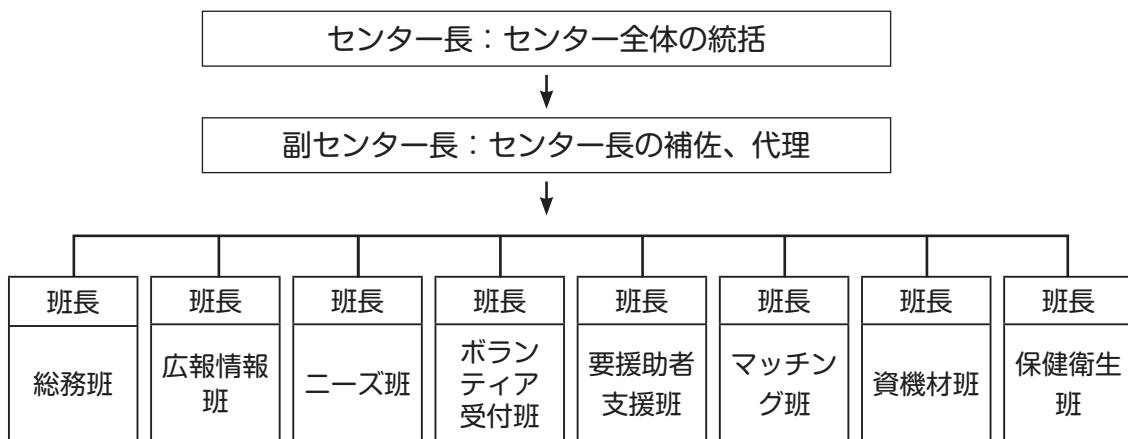 センター長：センター全体の統括
副センター長：センター長の補佐、代理
班長
班長
班長
班長
班長
班長
班長
班長
総務班
広報情報
班
ニーズ班
ボラン
ティア
受付班
要援助者
支援班
マッチン
グ班
資機材班
保健衛生
班